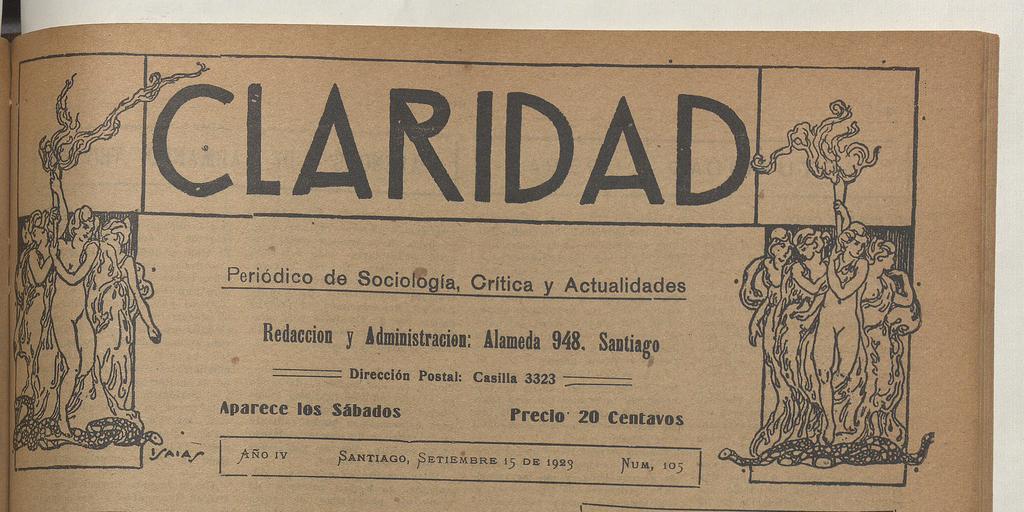 CLARIDAD
Periódico de Sociología, Crítica y Actualidades
Redaccion y Administracion: Alameda 948. Santiago
Dirección Postal: Casilla 3323
Aparece los Sábados Precio 20 Centavos
ISAIAS
AÑO IV SANTIAGO, SETIEMBRE 15 DE 1923 NUM, 105